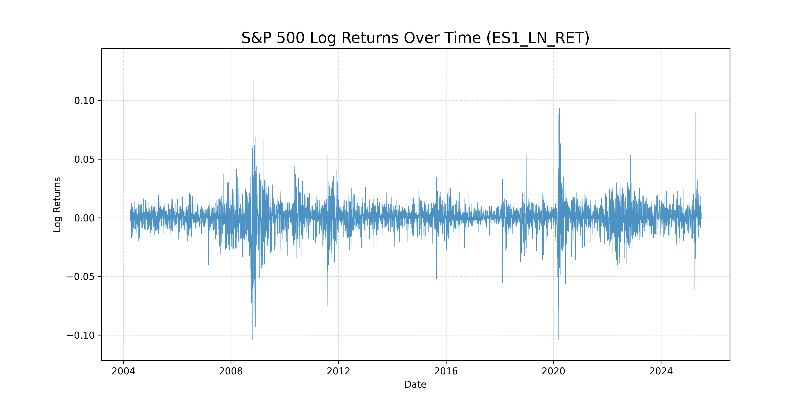 S&P 500 Log Returns Over Time (ES1_LN_RET)
0.10
0.05
0.00
−0.05
−0.10
Log Returns
2004 2008 2012 2016 2020 2024
Date